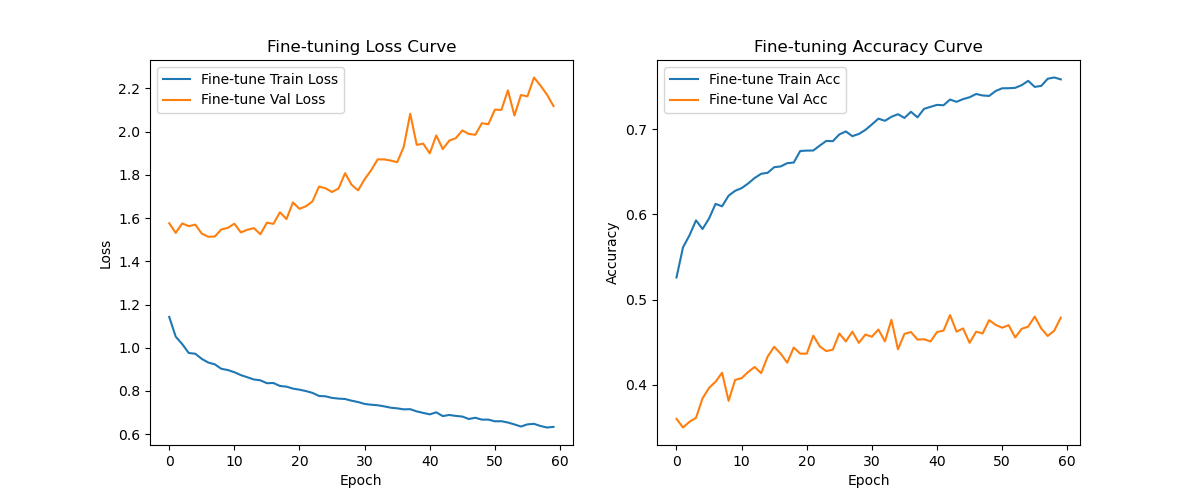 Fine-tuning Loss Curve
Fine-tune Train Loss
Fine-tune Val Loss
2.2
2.0
1.8
1.6
1.4
1.2
1.0
0.8
0.6
Loss
0 10 20 30 40 50 60
Epoch
Fine-tuning Accuracy Curve
Fine-tune Train Acc
Fine-tune Val Acc
0.7
0.6
0.5
0.4
Accuracy
0 10 20 30 40 50 60
Epoch